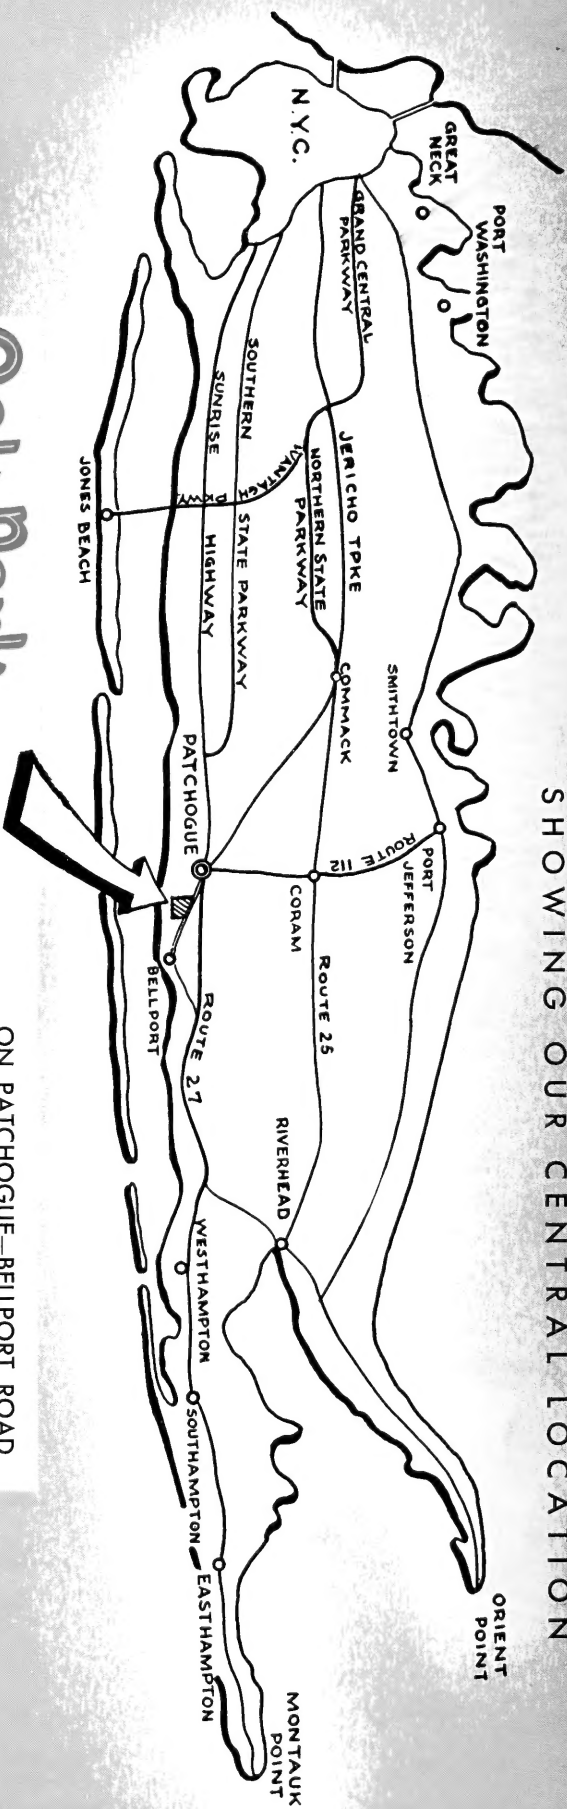 SHOWING OUR CENTRAL LOCATION
GREAT
NECK
PORT
WASHINGTON
N.Y.C.
GRAND CENTRAL
PARKWAY
JERICHO TPKE
NORTHERN STATE
PARKWAY
WANTAGH
PKWY
SOUTHERN
STATE PARKWAY
SUNRISE
HIGHWAY
JONES BEACH
SMITHTOWN
COMMACK
PORT
JEFFERSON
ROUTE 112
CORAM
PATCHOGUE
BELLPORT
ROUTE 25
ROUTE 27
RIVERHEAD
WESTHAMPTON
SOUTHAMPTON
EASTHAMPTON
ORIENT
POINT
MONTAUK
POINT
ON PATCHOGUE—BELLPORT ROAD